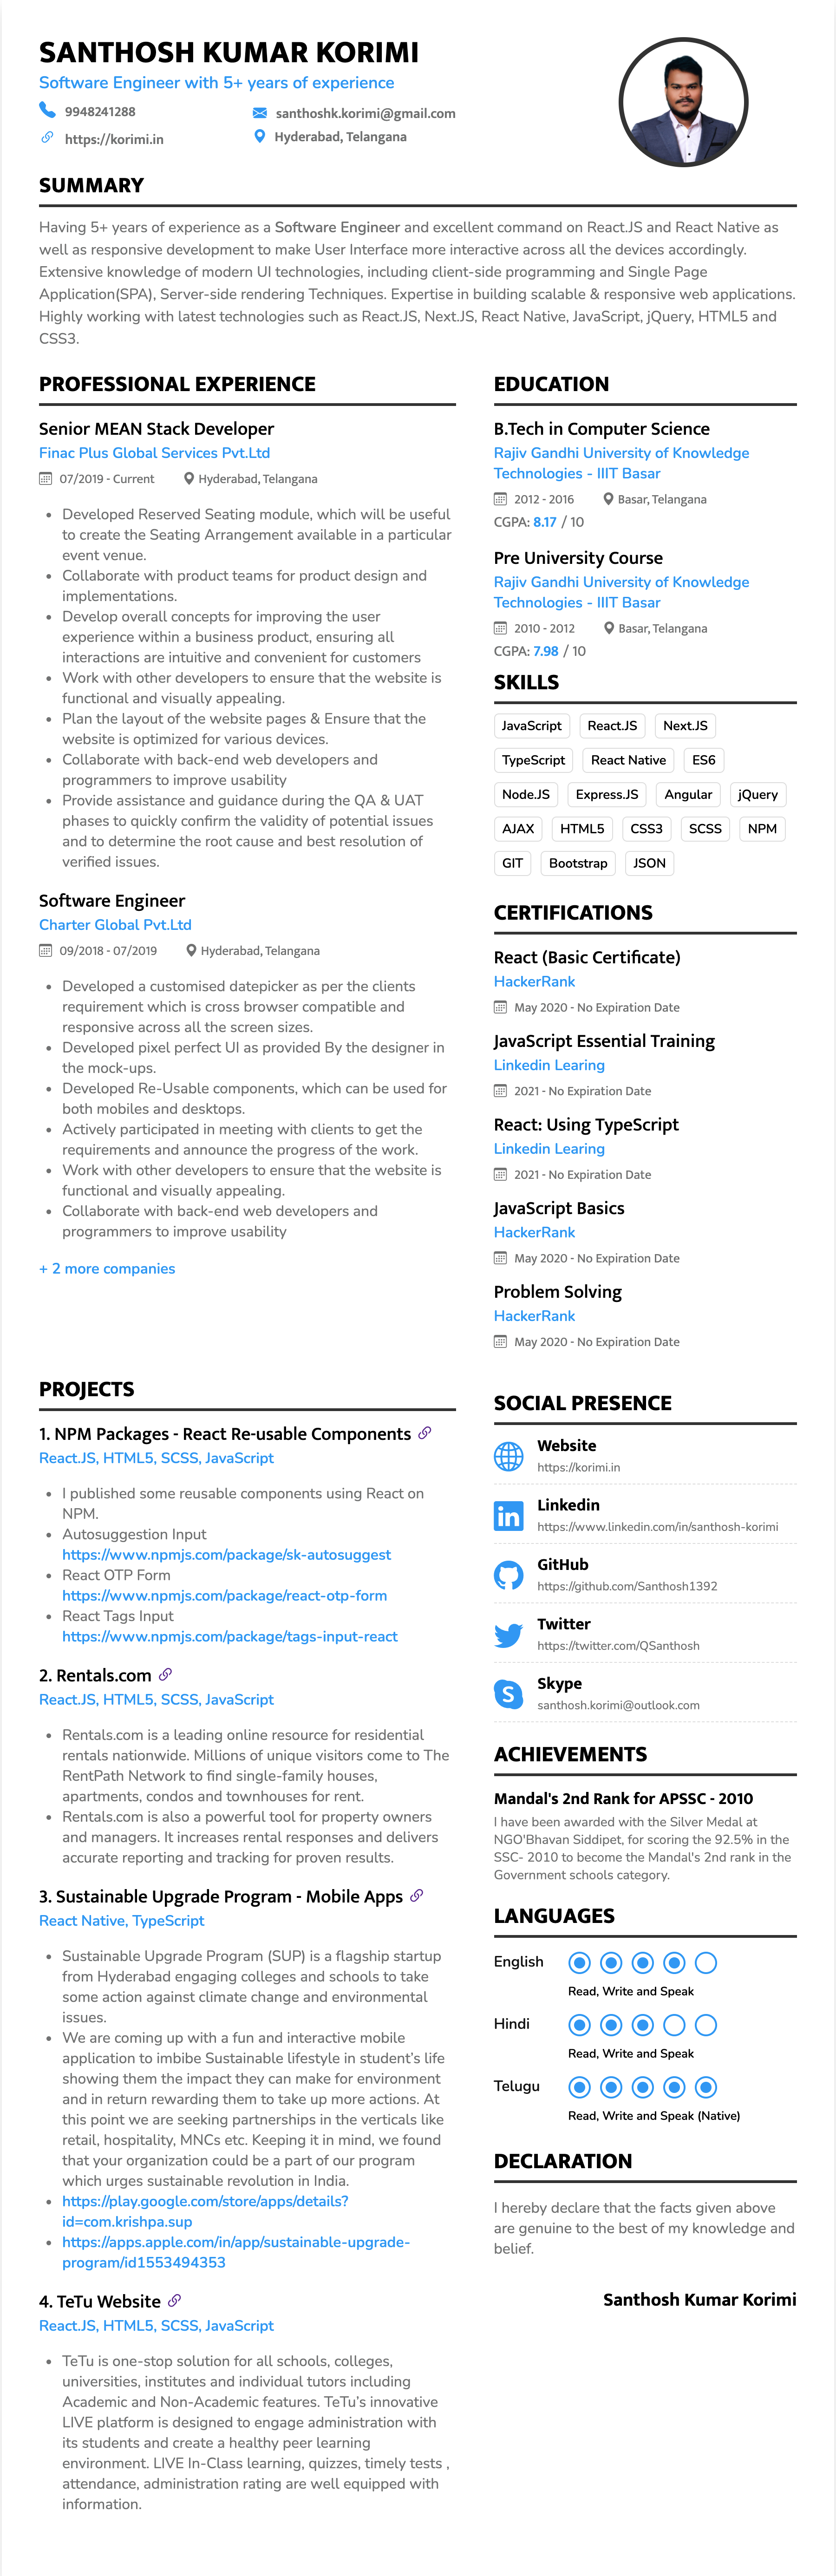 SANTHOSH KUMAR KORIMI
Software Engineer with 5+ years of experience
9948241288
santhoshk.korimi@gmail.com
https://korimi.in
Hyderabad, Telangana
SUMMARY
Having 5+ years of experience as a Software Engineer and excellent command on React.JS and React Native as
well as responsive development to make User Interface more interactive across all the devices accordingly.
Extensive knowledge of modern UI technologies, including client-side programming and Single Page
Application(SPA), Server-side rendering Techniques. Expertise in building scalable & responsive web applications.
Highly working with latest technologies such as React.JS, Next.JS, React Native, JavaScript, jQuery, HTML5 and
CSS3.
PROFESSIONAL EXPERIENCE
Senior MEAN Stack Developer
Finac Plus Global Services Pvt.Ltd
07/2019 - Current
Hyderabad, Telangana
• Developed Reserved Seating module, which will be useful
to create the Seating Arrangement available in a particular
event venue.
• Collaborate with product teams for product design and
implementations.
• Develop overall concepts for improving the user
experience within a business product, ensuring all
interactions are intuitive and convenient for customers
• Work with other developers to ensure that the website is
functional and visually appealing.
• Plan the layout of the website pages & Ensure that the
website is optimized for various devices.
• Collaborate with back-end web developers and
programmers to improve usability
• Provide assistance and guidance during the QA & UAT
phases to quickly confirm the validity of potential issues
and to determine the root cause and best resolution of
verified issues.
Software Engineer
Charter Global Pvt.Ltd
09/2018 - 07/2019
Hyderabad, Telangana
• Developed a customised datepicker as per the clients
requirement which is cross browser compatible and
responsive across all the screen sizes.
• Developed pixel perfect UI as provided By the designer in
the mock-ups.
• Developed Re-Usable components, which can be used for
both mobiles and desktops.
• Actively participated in meeting with clients to get the
requirements and announce the progress of the work.
• Work with other developers to ensure that the website is
functional and visually appealing.
• Collaborate with back-end web developers and
programmers to improve usability
+ 2 more companies
EDUCATION
B.Tech in Computer Science
Rajiv Gandhi University of Knowledge
Technologies - IIIT Basar
2012 - 2016
Basar, Telangana
CGPA: 8.17 / 10
Pre University Course
Rajiv Gandhi University of Knowledge
Technologies - IIIT Basar
2010 - 2012
Basar, Telangana
CGPA: 7.98 / 10
SKILLS
JavaScript React.JS Next.JS
TypeScript React Native ES6
Node.JS Express.JS Angular jQuery
AJAX HTML5 CSS3 SCSS NPM
GIT Bootstrap JSON
CERTIFICATIONS
React (Basic Certificate)
HackerRank
May 2020 - No Expiration Date
JavaScript Essential Training
Linkedin Learing
2021 - No Expiration Date
React: Using TypeScript
Linkedin Learing
2021 - No Expiration Date
JavaScript Basics
HackerRank
May 2020 - No Expiration Date
Problem Solving
HackerRank
May 2020 - No Expiration Date
PROJECTS
1. NPM Packages - React Re-usable Components
React.JS, HTML5, SCSS, JavaScript
• I published some reusable components using React on
NPM.
• Autosuggestion Input
https://www.npmjs.com/package/sk-autosuggest
• React OTP Form
https://www.npmjs.com/package/react-otp-form
• React Tags Input
https://www.npmjs.com/package/tags-input-react
2. Rentals.com
React.JS, HTML5, SCSS, JavaScript
• Rentals.com is a leading online resource for residential
rentals nationwide. Millions of unique visitors come to The
RentPath Network to find single-family houses,
apartments, condos and townhouses for rent.
• Rentals.com is also a powerful tool for property owners
and managers. It increases rental responses and delivers
accurate reporting and tracking for proven results.
3. Sustainable Upgrade Program - Mobile Apps
React Native, TypeScript
• Sustainable Upgrade Program (SUP) is a flagship startup
from Hyderabad engaging colleges and schools to take
some action against climate change and environmental
issues.
• We are coming up with a fun and interactive mobile
application to imbibe Sustainable lifestyle in student's life
showing them the impact they can make for environment
and in return rewarding them to take up more actions. At
this point we are seeking partnerships in the verticals like
retail, hospitality, MNCs etc. Keeping it in mind, we found
that your organization could be a part of our program
which urges sustainable revolution in India.
• https://play.google.com/store/apps/details?
id=com.krishpa.sup
• https://apps.apple.com/in/app/sustainable-upgrade-
program/id1553494353
4. TeTu Website
React.JS, HTML5, SCSS, JavaScript
• TeTu is one-stop solution for all schools, colleges,
universities, institutes and individual tutors including
Academic and Non-Academic features. TeTu's innovative
LIVE platform is designed to engage administration with
its students and create a healthy peer learning
environment. LIVE In-Class learning, quizzes, timely tests ,
attendance, administration rating are well equipped with
information.
SOCIAL PRESENCE
Website
https://korimi.in
Linkedin
https://www.linkedin.com/in/santhosh-korimi
GitHub
https://github.com/Santhosh1392
Twitter
https://twitter.com/QSanthosh
Skype
santhosh.korimi@outlook.com
ACHIEVEMENTS
Mandal's 2nd Rank for APSSC - 2010
I have been awarded with the Silver Medal at
NGO'Bhavan Siddipet, for scoring the 92.5% in the
SSC- 2010 to become the Mandal's 2nd rank in the
Government schools category.
LANGUAGES
English
Read, Write and Speak
Hindi
Read, Write and Speak
Telugu
Read, Write and Speak (Native)
DECLARATION
I hereby declare that the facts given above
are genuine to the best of my knowledge and
belief.
Santhosh Kumar Korimi